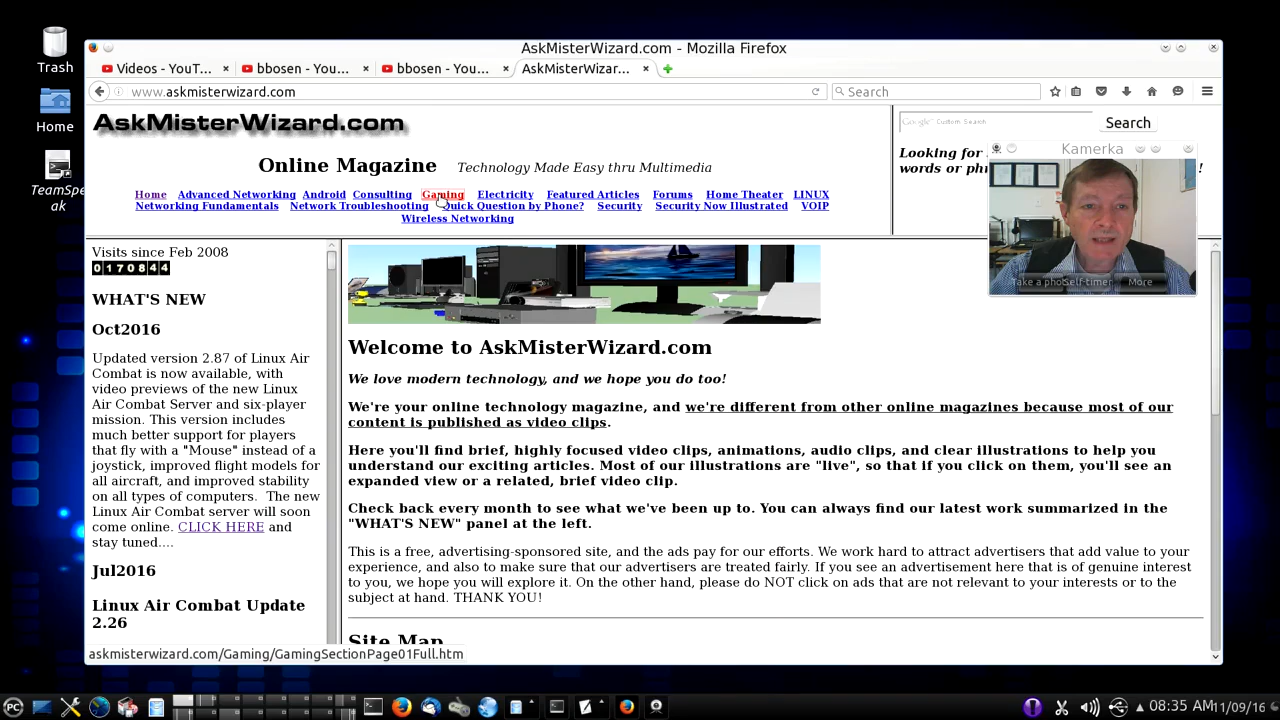 Trash
Home
TeamSpe
ak
AskMisterWizard.com - Mozilla Firefox
Videos - YouT...
bbosen - You...
bbosen - You...
AskMisterWizar...
www.askmisterwizard.com
Search
AskMisterWizard.com
Online Magazine Technology Made Easy thru Multimedia
Home Advanced Networking Android Consulting Gaming Electricity Featured Articles Forums Home Theater LINUX
Networking Fundamentals Network Troubleshooting Quick Question by Phone? Security Security Now Illustrated VOIP
Wireless Networking
Google Custom Search
Search
Looking for
words or phr !
Kamerka
Take a pho Self-timer More
Visits since Feb 2008
0170844
WHAT'S NEW
Oct2016
Updated version 2.87 of Linux Air
Combat is now available, with
video previews of the new Linux
Air Combat Server and six-player
mission. This version includes
much better support for players
that fly with a "Mouse" instead of a
joystick, improved flight models for
all aircraft, and improved stability
on all types of computers. The new
Linux Air Combat server will soon
come online. CLICK HERE and
stay tuned....
Jul2016
Linux Air Combat Update
2.26
Welcome to AskMisterWizard.com
We love modern technology, and we hope you do too!
We're your online technology magazine, and we're different from other online magazines because most of our
content is published as video clips.
Here you'll find brief, highly focused video clips, animations, audio clips, and clear illustrations to help you
understand our exciting articles. Most of our illustrations are "live", so that if you click on them, you'll see an
expanded view or a related, brief video clip.
Check back every month to see what we've been up to. You can always find our latest work summarized in the
"WHAT'S NEW" panel at the left.
This is a free, advertising-sponsored site, and the ads pay for our efforts. We work hard to attract advertisers that add value to your
experience, and also to make sure that our advertisers are treated fairly. If you see an advertisement here that is of genuine interest
to you, we hope you will explore it. On the other hand, please do NOT click on ads that are not relevant to your interests or to the
subject at hand. THANK YOU!
Site Map
askmisterwizard.com/Gaming/GamingSectionPage01Full.htm
08:35 AM 11/09/16